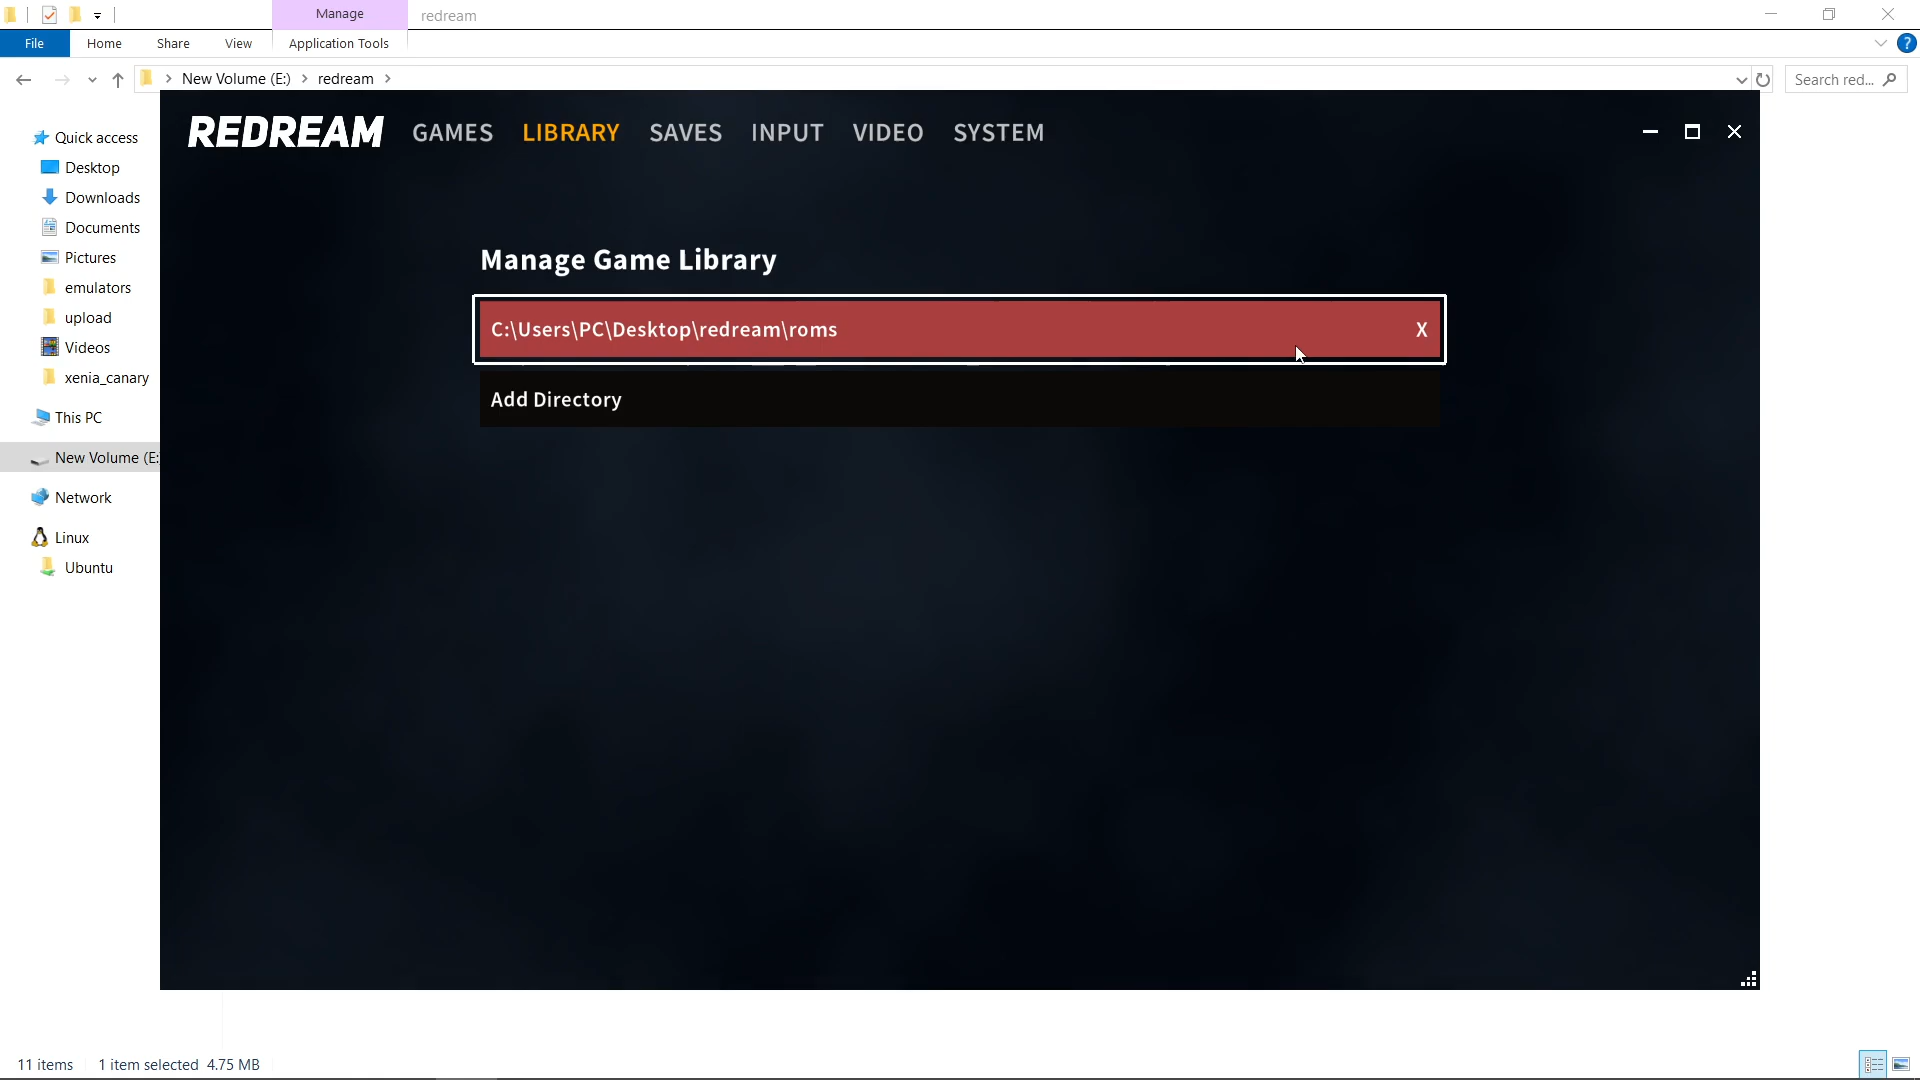 Manage
redream
File
Home
Share
View
Application Tools
New Volume (E:)
redream
Search red...
REDREAM
GAMES
LIBRARY
SAVES
INPUT
VIDEO
SYSTEM
Quick access
Desktop
Downloads
Documents
Pictures
emulators
upload
Videos
xenia_canary
This PC
New Volume (E:
Network
Linux
Ubuntu
Manage Game Library
C:\Users\PC\Desktop\redream\roms
X
Add Directory
11 items
1 item selected 4.75 MB